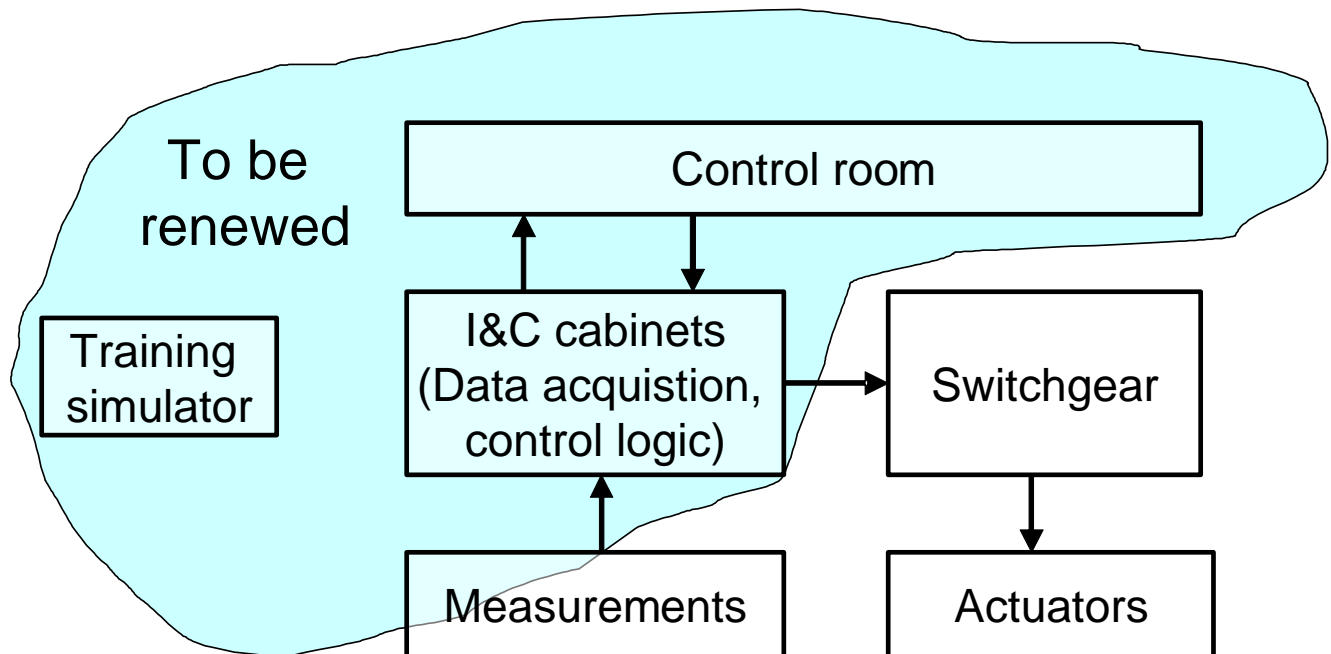 To be
renewed
Control room
Training
simulator
I&C cabinets
(Data acquistion,
control logic)
Switchgear
Measurements
Actuators